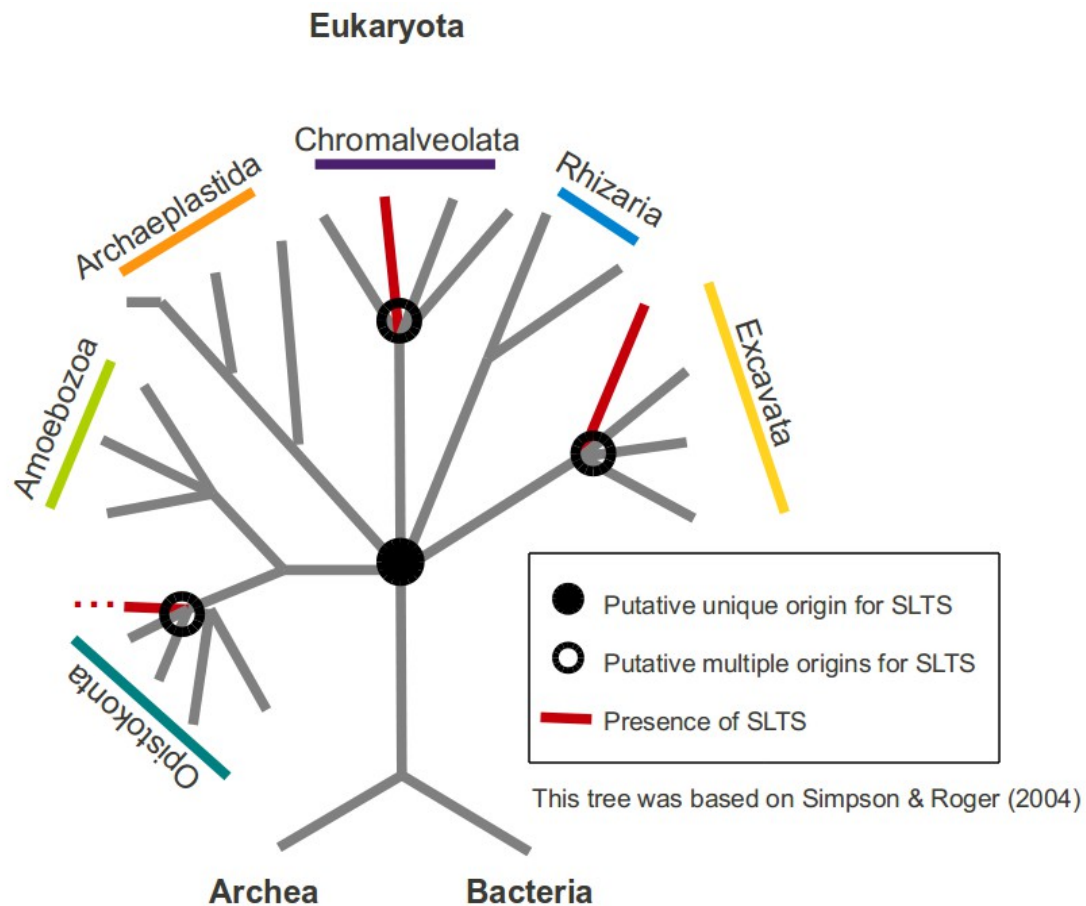 Eukaryota
Chromalveolata
Archaeplastida
Rhizaria
Amoebozoa
Excavata
Opistokonta
Putative unique origin for SLTS
Putative multiple origins for SLTS
Presence of SLTS
This tree was based on Simpson & Roger (2004)
Archea
Bacteria